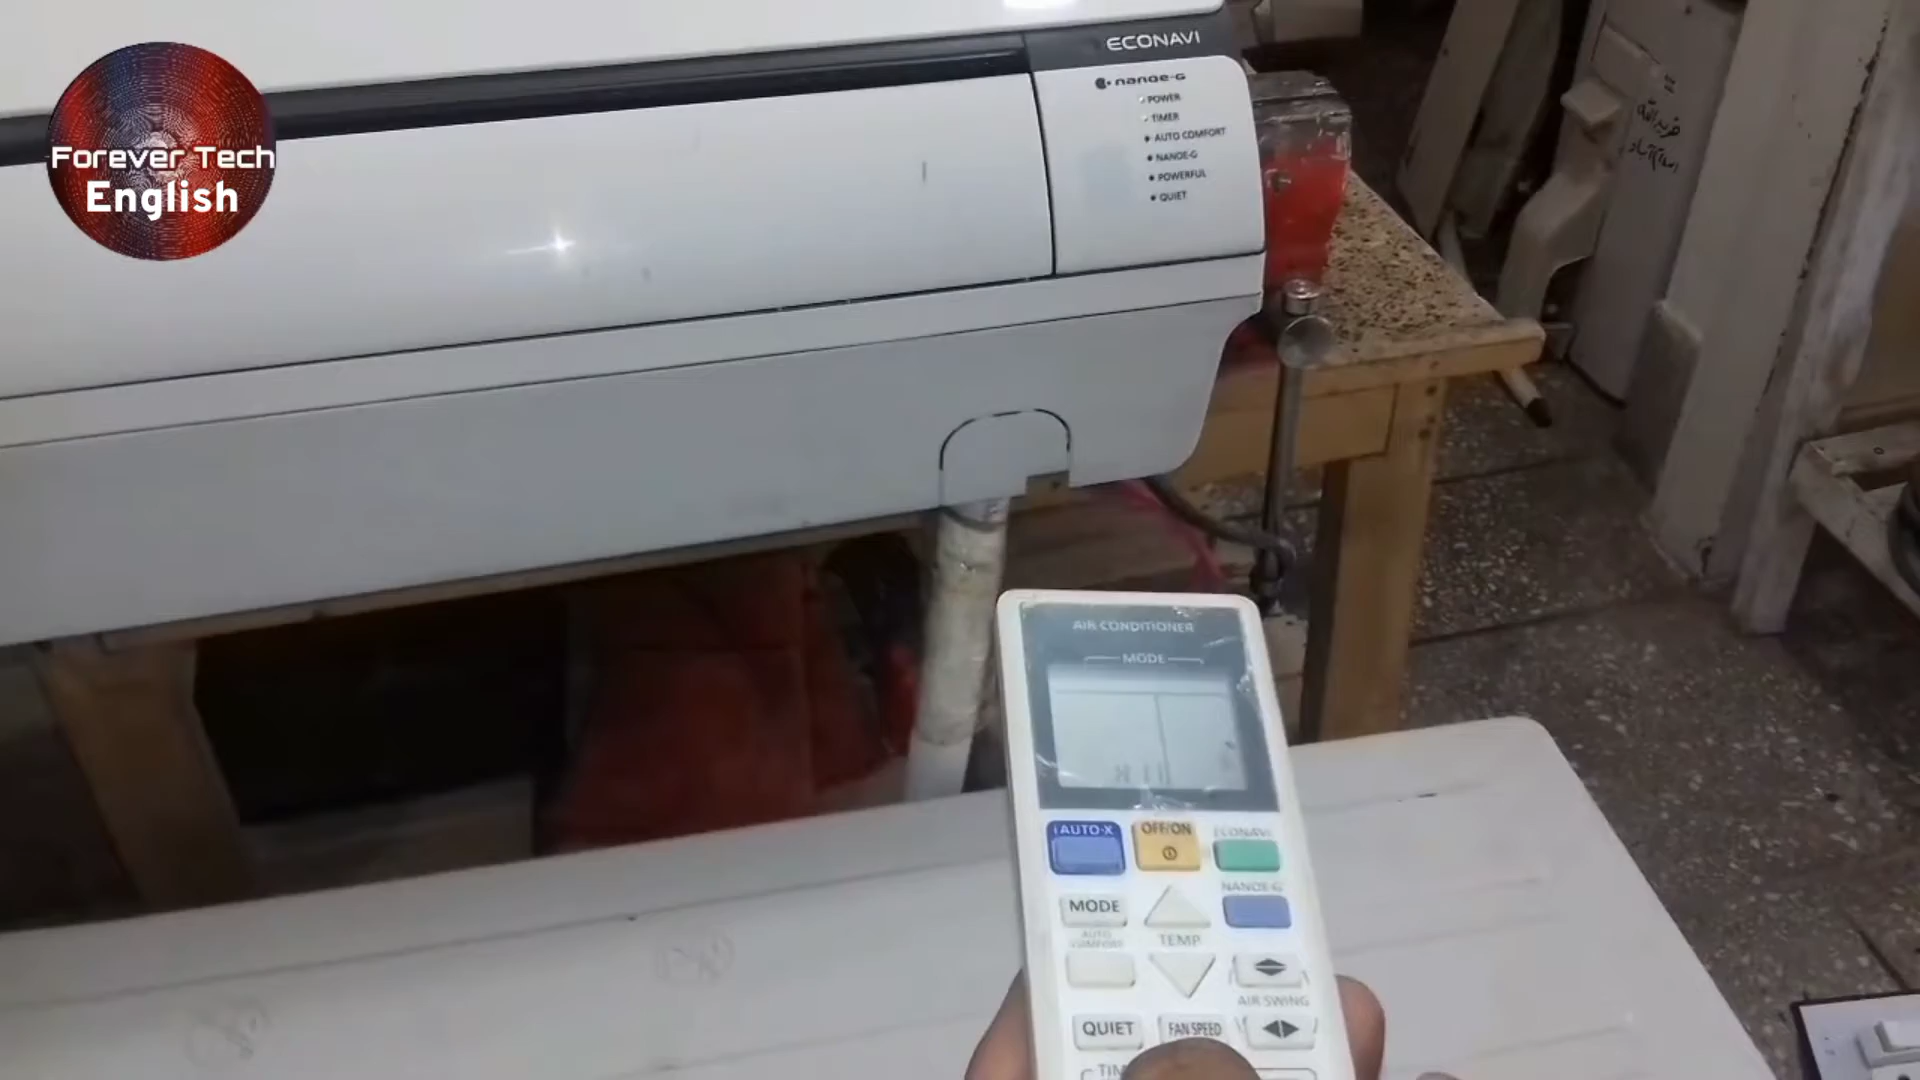 Forever Tech
English
ECONAVI
nanoe-G
POWER
TIMER
AUTO COMFORT
NANOE-G
POWERFUL
QUIET
AIR CONDITIONER
MODE
iAUTO-X
OFF/ON
ECONAVI
NANOE-G
MODE
TEMP
AUTO
COMFORT
AIR SWING
QUIET
FAN SPEED